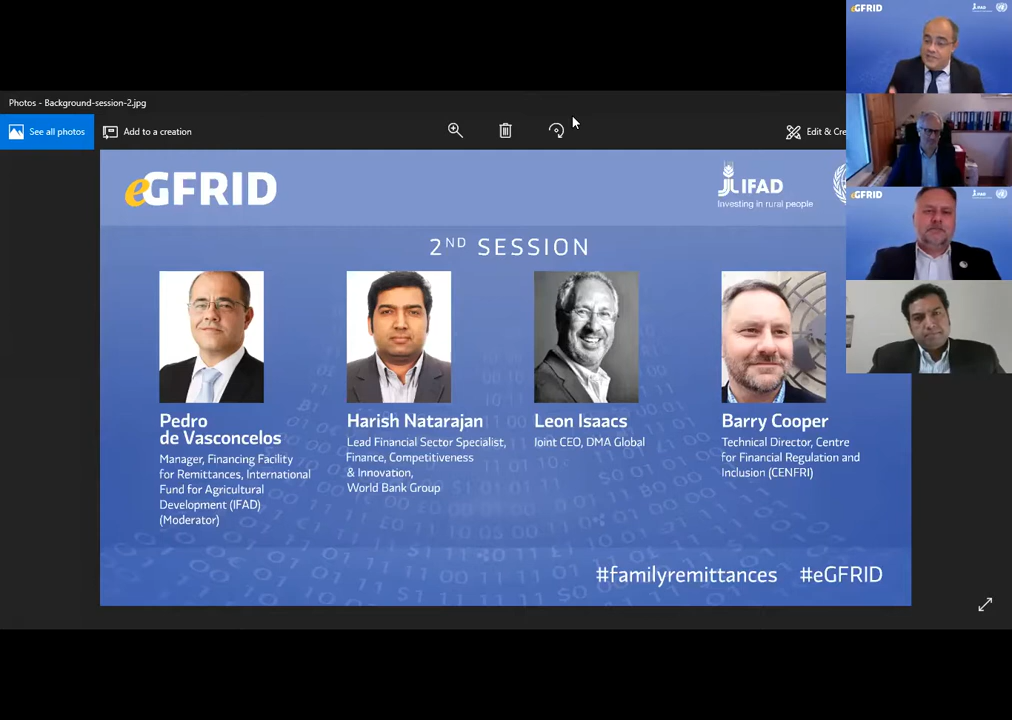 eGFRID
IFAD
Photos - Background-session-2.jpg
See all photos
Add to a creation
Edit & Cre
eGFRID
IFAD
Investing in rural people
2ND SESSION
Pedro
de Vasconcelos
Manager, Financing Facility
for Remittances, International
Fund for Agricultural
Development (IFAD)
(Moderator)
Harish Natarajan
Lead Financial Sector Specialist,
Finance, Competitiveness
& Innovation,
World Bank Group
Leon Isaacs
Joint CEO, DMA Global
Barry Cooper
Technical Director, Centre
for Financial Regulation and
Inclusion (CENFRI)
eGFRID
IFAD
#familyremittances #eGFRID